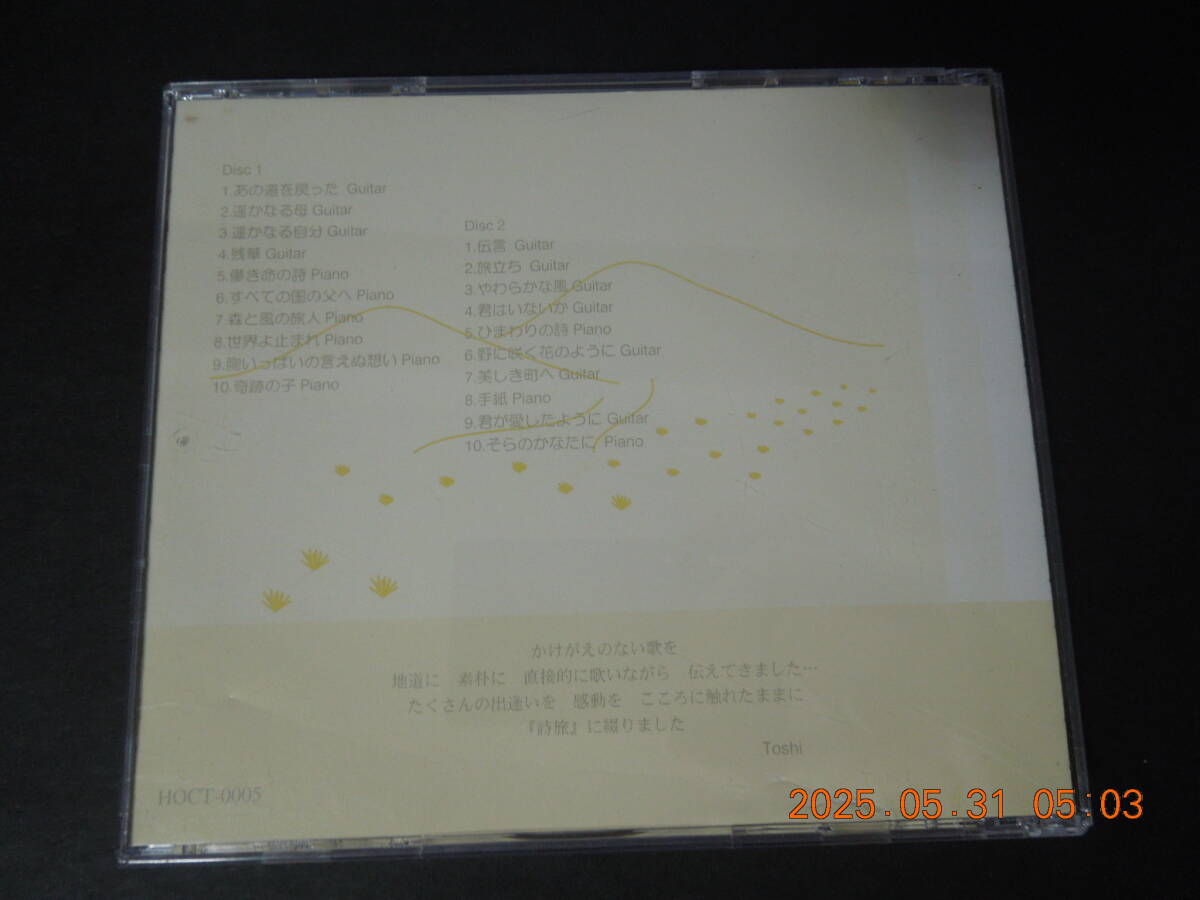 Disc 1
1.あの道を戻った Guitar
2.遥かなる母 Guitar
3.遥かなる自分 Guitar
4.残華 Guitar
5.儚き命の詩 Piano
6.すべての国の父へ Piano
7.森と風の旅人 Piano
8.世界よ止まれ Piano
9.胸いっぱいの言えぬ想い Piano
10.奇跡の子 Piano
Disc 2
1.伝言 Guitar
2.旅立ち Guitar
3.やわらかな風 Guitar
4.君はいないか Guitar
5.ひまわりの詩 Piano
6.野に咲く花のように Guitar
7.美しき町へ Guitar
8.手紙 Piano
9.君が愛したように Guitar
10.そらのかなたに Piano
かけがえのない歌を
地道に 素朴に 直接的に歌いながら 伝えてきました…
たくさんの出逢いを 感動を こころに触れたままに
『詩旅』に綴りました
Toshi
HOCT-0005
2025.05.31 05:03